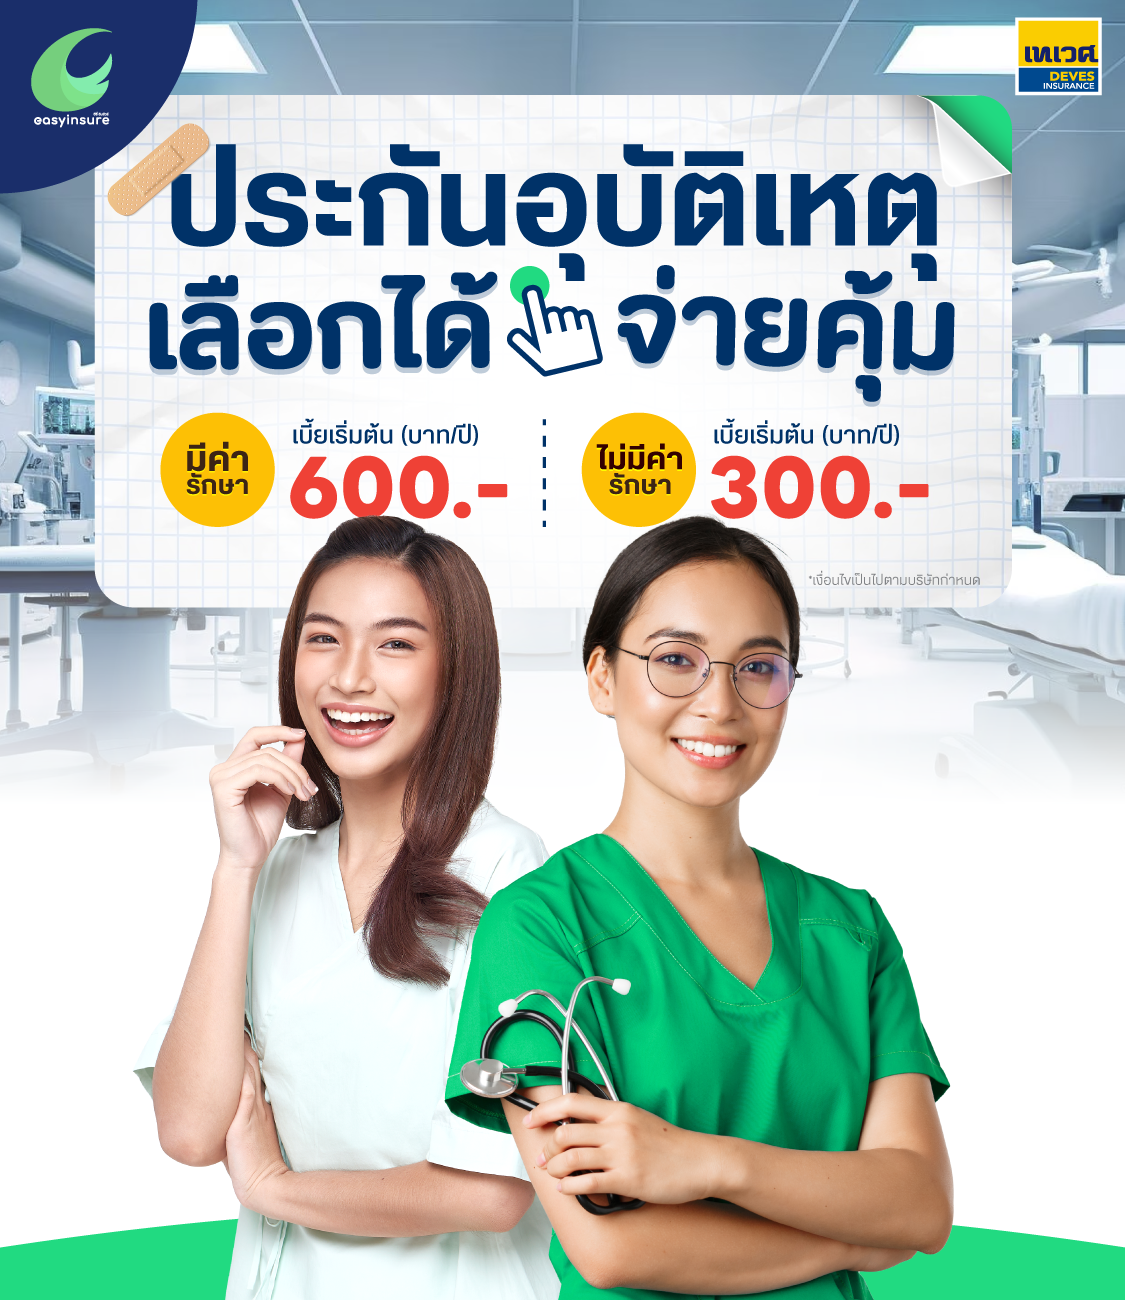 easyinsure
เทเวศ
DEVES
INSURANCE
ประกันอุบัติเหตุ
เลือกได้ จ่ายคุ้ม
มีค่า
รักษา
เบี้ยเริ่มต้น (บาท/ปี)
600.-
ไม่มีค่า
รักษา
เบี้ยเริ่มต้น (บาท/ปี)
300.-
*เงื่อนไขเป็นไปตามบริษัทกำหนด